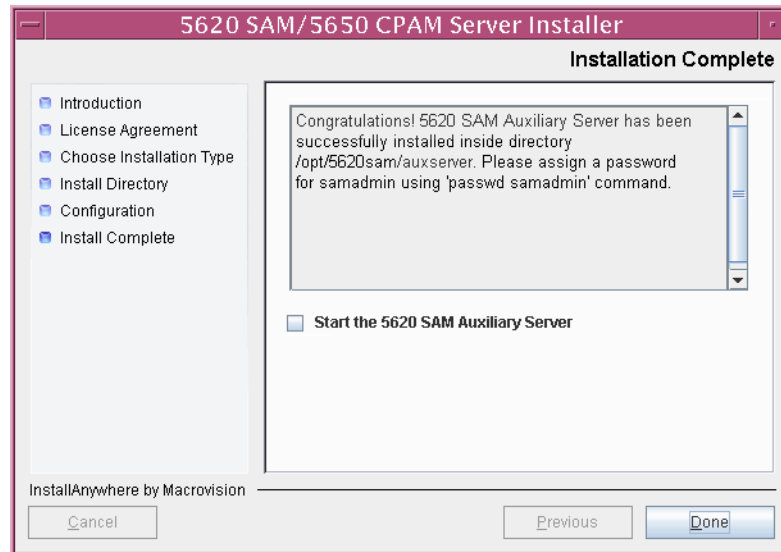 5620 SAM/5650 CPAM Server Installer
Installation Complete
Introduction
License Agreement
Choose Installation Type
Install Directory
Configuration
Install Complete
Congratulations! 5620 SAM Auxiliary Server has been
successfully installed inside directory
/opt/5620sam/auxserver. Please assign a password
for samadmin using 'passwd samadmin' command.
Start the 5620 SAM Auxiliary Server
InstallAnywhere by Macrovision
Cancel
Previous
Done